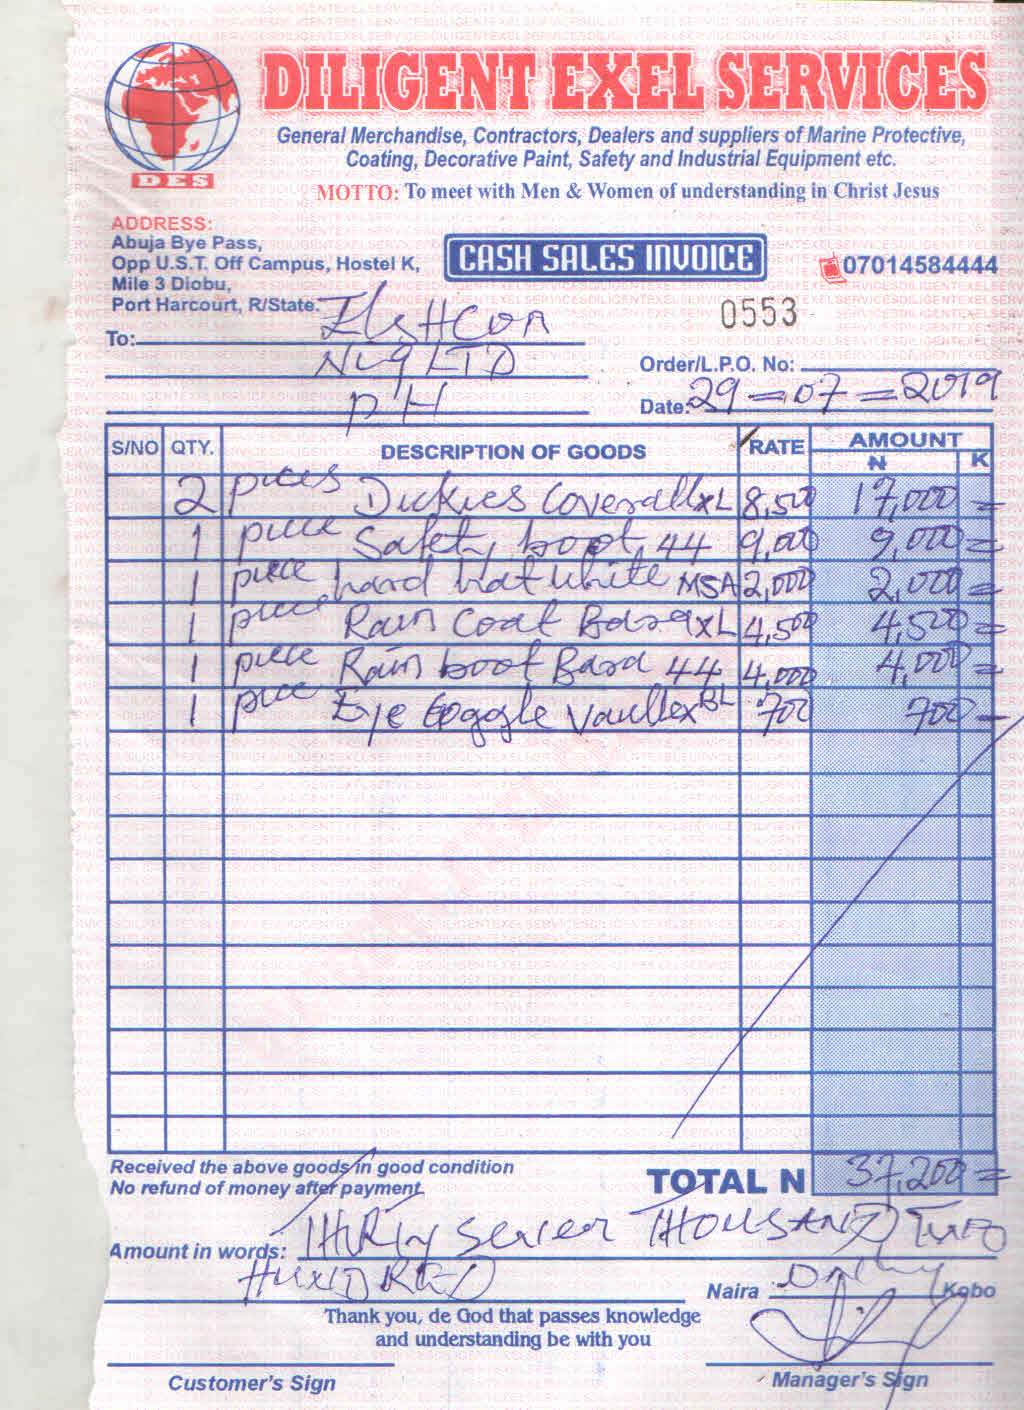 DILIGENT EXEL SERVICES
General Merchandise, Contractors, Dealers and suppliers of Marine Protective,
Coating, Decorative Paint, Safety and Industrial Equipment etc.
DES
MOTTO: To meet with Men & Women of understanding in Christ Jesus
ADDRESS:
Abuja Bye Pass,
Opp U.S.T. Off Campus, Hostel K,
Mile 3 Diobu,
Port Harcourt, R/State.
CASH SALES INVOICE
07014584444
0553
To:
Nig LTD
PH
Order/L.P.O. No:
Date: 29=07=2019
S/NO QTY. DESCRIPTION OF GOODS RATE AMOUNT
₦ K
2 pieces Dickies Coverall XL 8,500 17,000 =
1 piece Safety boot 44 9,000 9,000 =
1 piece hard hat white MSA 2,000 2,000 =
1 piece Rain Coat XL 4,500 4,500 =
1 piece Rain boot 44 4,000 4,000 =
1 piece Eye Goggle BL 700 700 -
Received the above goods in good condition
No refund of money after payment
TOTAL N 37,200 =
Amount in words: THIRTY Seven THOUSAND TWO
HUNDRED Naira Only Kobo
Thank you, de God that passes knowledge
and understanding be with you
Customer's Sign
Manager's Sign